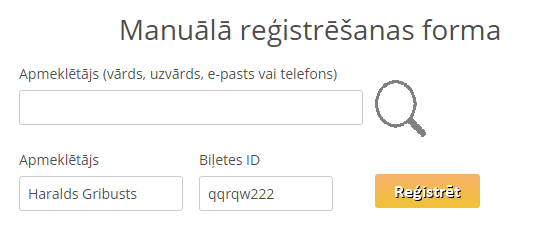 Manuālā reģistrēšanas forma
Apmeklētājs (vārds, uzvārds, e-pasts vai telefons)
Apmeklētājs Biļetes ID
Haralds Gribusts qqrqw222 Reģistrēt